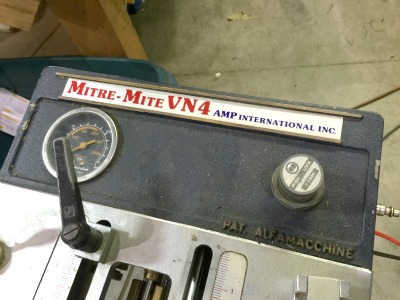 MITRE-MITE VN4 AMP INTERNATIONAL INC.
PAT. ALFAMACCHINE